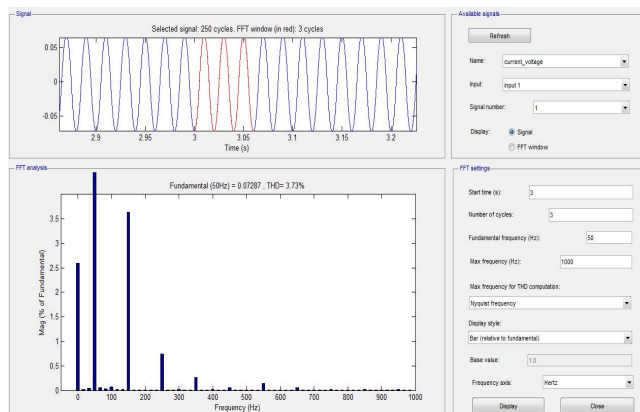 Signal
Selected signal: 250 cycles. FFT window (in red): 3 cycles
0.05
0
-0.05
2.9 2.95 3 3.05 3.1 3.15 3.2
Time (s)
FFT analysis
Fundamental (50Hz) = 0.07287 , THD= 3.73%
Mag (% of Fundamental)
3.5
3
2.5
2
1.5
1
0.5
0
0 100 200 300 400 500 600 700 800 900 1000
Frequency (Hz)
Available signals
Refresh
Name: current_voltage
Input: input 1
Signal number: 1
Display: Signal
FFT window
FFT settings
Start time (s): 3
Number of cycles: 3
Fundamental frequency (Hz): 50
Max frequency (Hz): 1000
Max frequency for THD computation:
Nyquist frequency
Display style:
Bar (relative to fundamental)
Base value: 1.0
Frequency axis: Hertz
Display Close